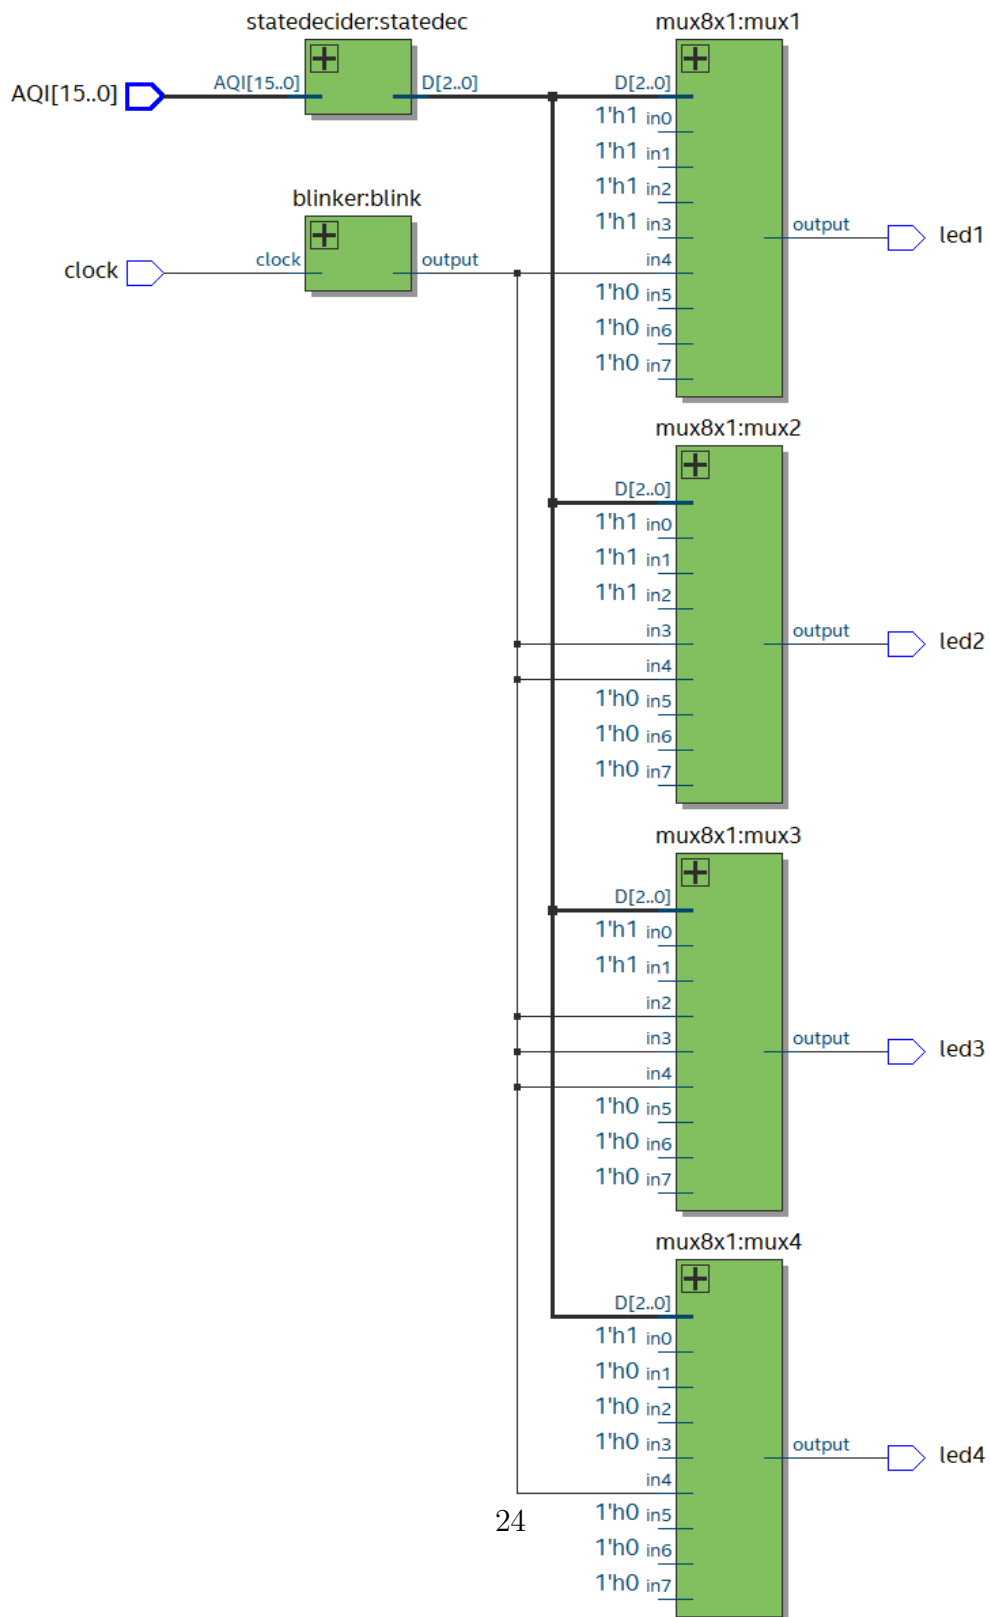 statedecider:statedec
mux8x1:mux1
AQI[15..0]
AQI[15..0]
D[2..0]
D[2..0]
1'h1 in0
1'h1 in1
1'h1 in2
1'h1 in3
in4
1'h0 in5
1'h0 in6
1'h0 in7
output
led1
blinker:blink
clock
clock
output
mux8x1:mux2
D[2..0]
1'h1 in0
1'h1 in1
1'h1 in2
in3
in4
1'h0 in5
1'h0 in6
1'h0 in7
output
led2
mux8x1:mux3
D[2..0]
1'h1 in0
1'h1 in1
in2
in3
in4
1'h0 in5
1'h0 in6
1'h0 in7
output
led3
mux8x1:mux4
D[2..0]
1'h1 in0
1'h0 in1
1'h0 in2
1'h0 in3
in4
1'h0 in5
1'h0 in6
1'h0 in7
output
led4
24